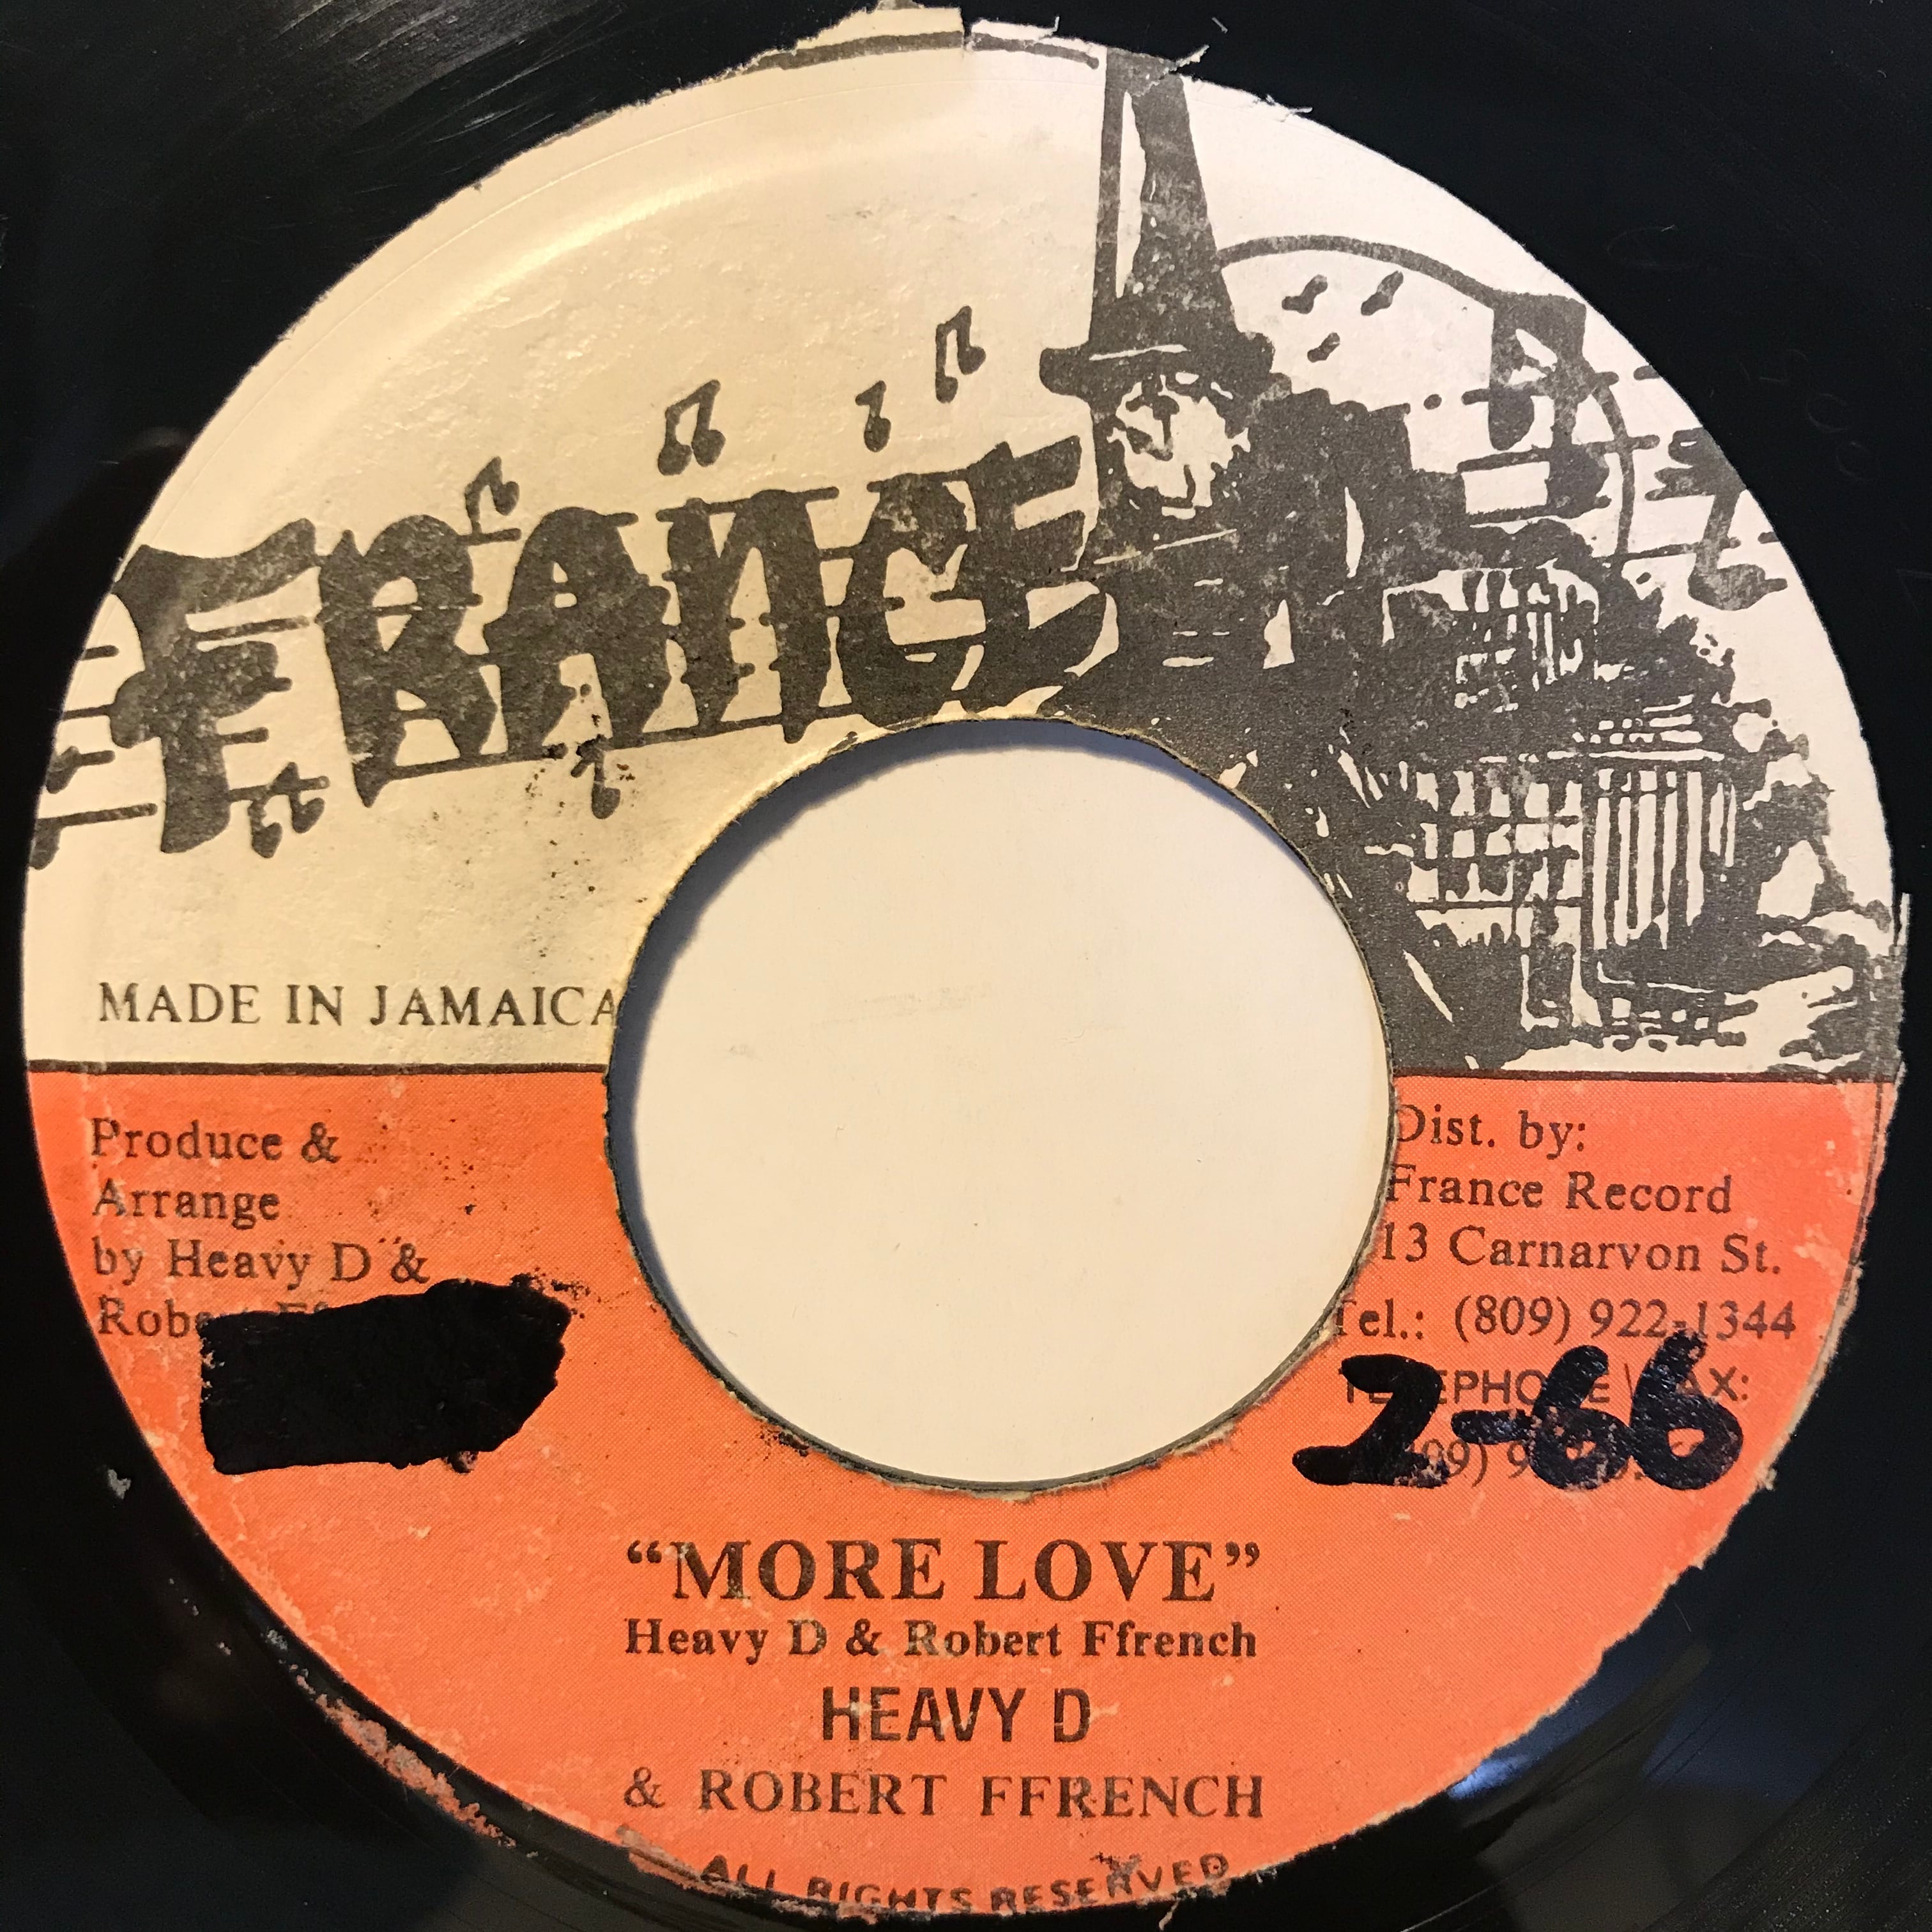 FRANCE
MADE IN JAMAICA
Produce &
Arrange
by Heavy D &
Dist. by:
France Record
13 Carnarvon St.
Tel.: (809) 922-1344
2-66
“MORE LOVE”
Heavy D & Robert Ffrench
HEAVY D
& ROBERT FFRENCH
ALL RIGHTS RESERVED